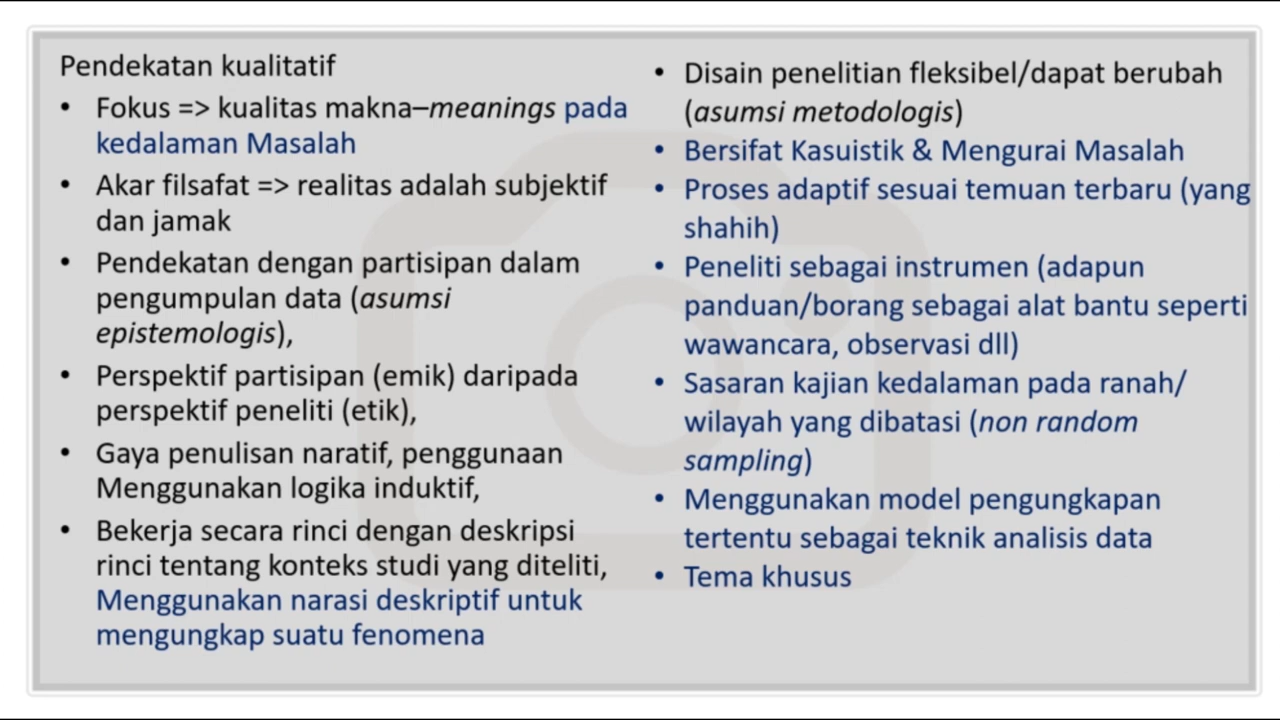 Pendekatan kualitatif
• Fokus => kualitas makna–meanings pada
kedalaman Masalah
• Akar filsafat => realitas adalah subjektif
dan jamak
• Pendekatan dengan partisipan dalam
pengumpulan data (asumsi
epistemologis),
• Perspektif partisipan (emik) daripada
perspektif peneliti (etik),
• Gaya penulisan naratif, penggunaan
Menggunakan logika induktif,
• Bekerja secara rinci dengan deskripsi
rinci tentang konteks studi yang diteliti,
Menggunakan narasi deskriptif untuk
mengungkap suatu fenomena
• Disain penelitian fleksibel/dapat berubah
(asumsi metodologis)
• Bersifat Kasuistik & Mengurai Masalah
• Proses adaptif sesuai temuan terbaru (yang
shahih)
• Peneliti sebagai instrumen (adapun
panduan/borang sebagai alat bantu seperti
wawancara, observasi dll)
• Sasaran kajian kedalaman pada ranah/
wilayah yang dibatasi (non random
sampling)
• Menggunakan model pengungkapan
tertentu sebagai teknik analisis data
• Tema khusus